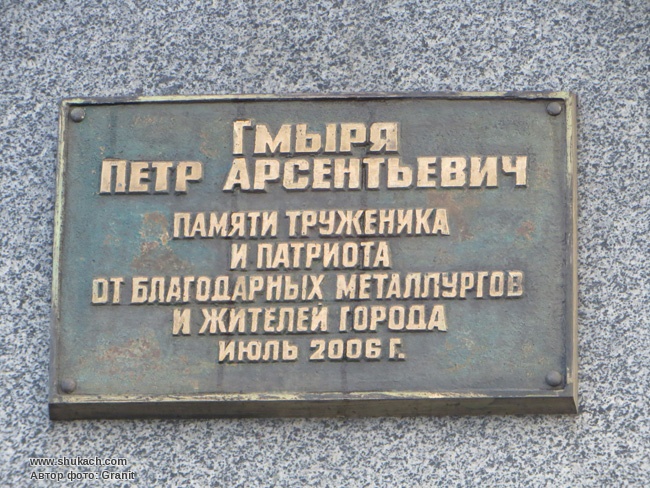 Гмыря
Петр Арсентьевич
памяти труженика
и патриота
от благодарных металлургов
и жителей города
июль 2006 г.
www.shukach.com
Автор фото: Granit